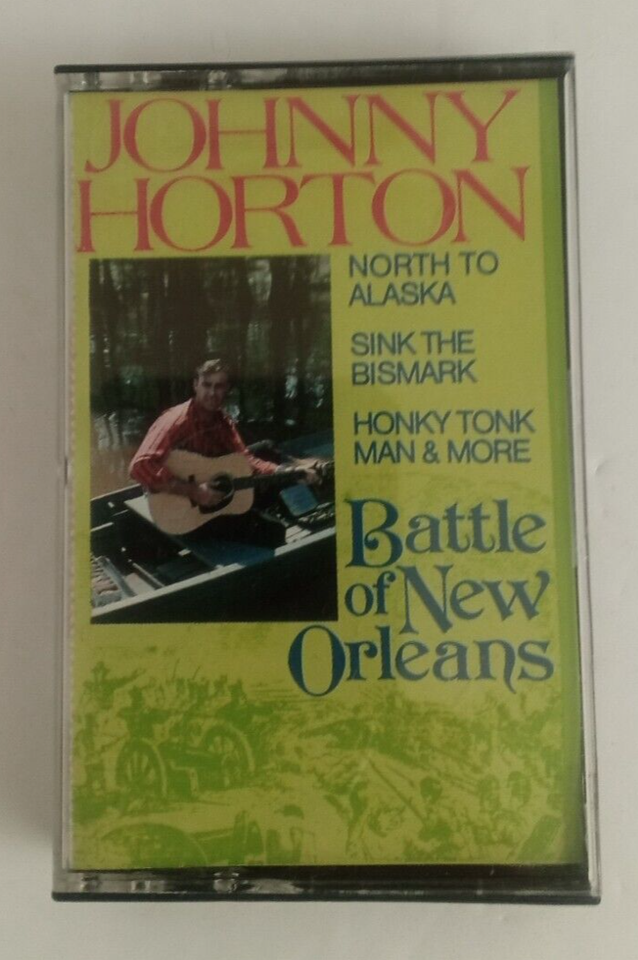 JOHNNY
HORTON
NORTH TO
ALASKA
SINK THE
BISMARK
HONKY TONK
MAN & MORE
Battle
of New
Orleans